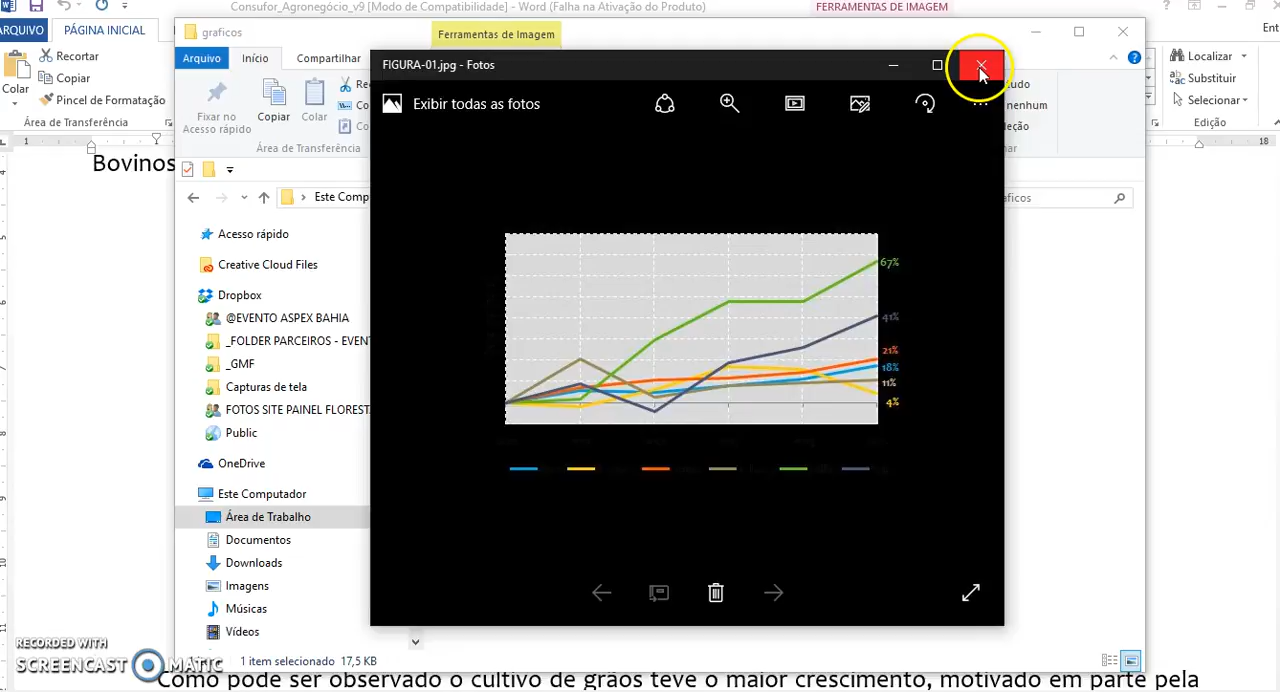 Consufor_Agronegócio_v9 [Modo de Compatibilidade] - Word (Falha na Ativação do Produto)
FERRAMENTAS DE IMAGEM
ARQUIVO
PÁGINA INICIAL
Ent
Recortar
Copiar
Pincel de Formatação
Colar
Área de Transferência
Localizar
Substituir
Selecionar
Edição
1
18
Bovinos
graficos
Ferramentas de Imagem
Arquivo
Início
Compartilhar
Fixar no
Acesso rápido
Copiar
Colar
Área de Transferência
nenhum
Este Comp
Acesso rápido
Creative Cloud Files
Dropbox
@EVENTO ASPEX BAHIA
_FOLDER PARCEIROS - EVEN
_GMF
Capturas de tela
FOTOS SITE PAINEL FLOREST
Public
OneDrive
Este Computador
Área de Trabalho
Documentos
Downloads
Imagens
Músicas
Vídeos
1 item selecionado 17,5 KB
FIGURA-01.jpg - Fotos
Exibir todas as fotos
67%
41%
21%
18%
11%
4%
RECORDED WITH
SCREENCAST MATIC
Como pode ser observado o cultivo de grãos teve o maior crescimento, motivado em parte pela